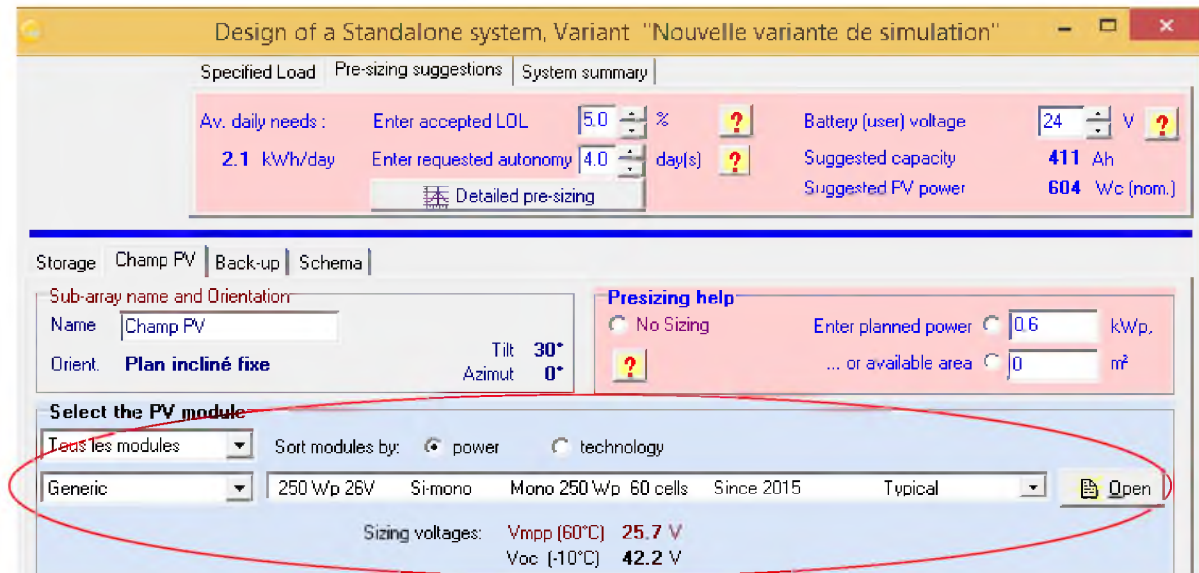 Design of a Standalone system, Variant "Nouvelle variante de simulation"
Specified Load Pre-sizing suggestions System summary
Av. daily needs : Enter accepted LOL 5.0 % ? Battery (user) voltage 24 V ?
2.1 kWh/day Enter requested autonomy 4.0 day(s) ? Suggested capacity 411 Ah
Detailed pre-sizing Suggested PV power 604 Wc (nom.)
Storage Champ PV Back-up Schema
Sub-array name and Orientation Presizing help
Name Champ PV No Sizing Enter planned power 0.6 kWp,
Orient. Plan incliné fixe Tilt 30° ? ... or available area 0 m²
Azimut 0°
Select the PV module
Tous les modules Sort modules by: power technology
Generic 250 Wp 26V Si-mono Mono 250 Wp 60 cells Since 2015 Typical Open
Sizing voltages: Vmpp (60°C) 25.7 V
Voc (-10°C) 42.2 V